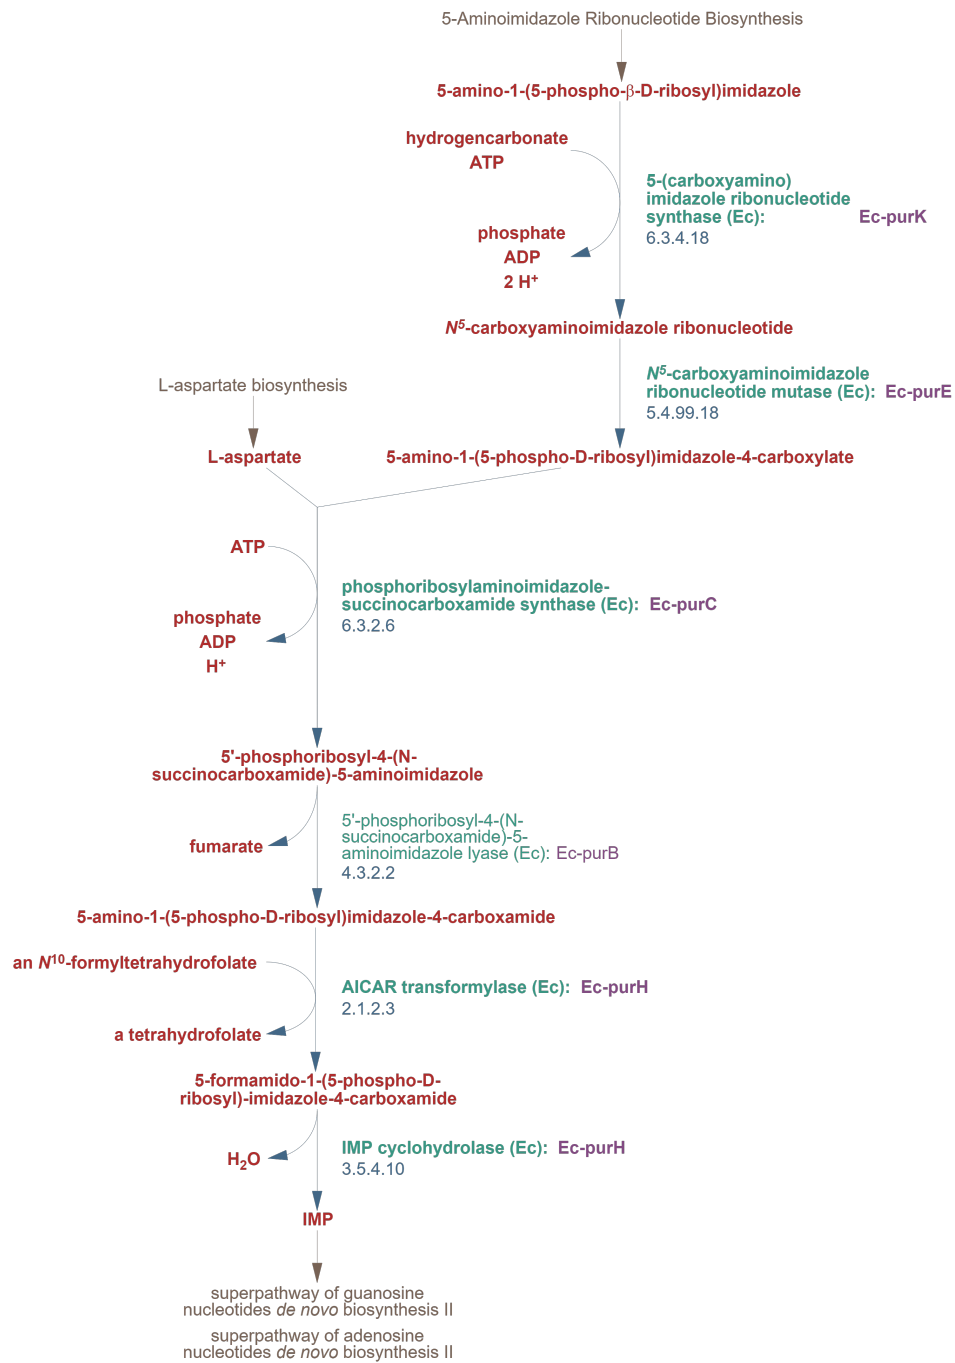 5-Aminoimidazole Ribonucleotide Biosynthesis
5-amino-1-(5-phospho-β-D-ribosyl)imidazole
hydrogencarbonate
ATP
5-(carboxyamino)
imidazole ribonucleotide
synthase (Ec): Ec-purK
6.3.4.18
phosphate
ADP
2 H⁺
N⁵-carboxyaminoimidazole ribonucleotide
N⁵-carboxyaminoimidazole
ribonucleotide mutase (Ec): Ec-purE
5.4.99.18
L-aspartate biosynthesis
L-aspartate
5-amino-1-(5-phospho-D-ribosyl)imidazole-4-carboxylate
ATP
phosphoribosylaminoimidazole-
succinocarboxamide synthase (Ec): Ec-purC
6.3.2.6
phosphate
ADP
H⁺
5'-phosphoribosyl-4-(N-
succinocarboxamide)-5-aminoimidazole
5'-phosphoribosyl-4-(N-
succinocarboxamide)-5-
aminoimidazole lyase (Ec): Ec-purB
4.3.2.2
fumarate
5-amino-1-(5-phospho-D-ribosyl)imidazole-4-carboxamide
an N¹⁰-formyltetrahydrofolate
AICAR transformylase (Ec): Ec-purH
2.1.2.3
a tetrahydrofolate
5-formamido-1-(5-phospho-D-
ribosyl)-imidazole-4-carboxamide
IMP cyclohydrolase (Ec): Ec-purH
3.5.4.10
H₂O
IMP
superpathway of guanosine
nucleotides de novo biosynthesis II
superpathway of adenosine
nucleotides de novo biosynthesis II